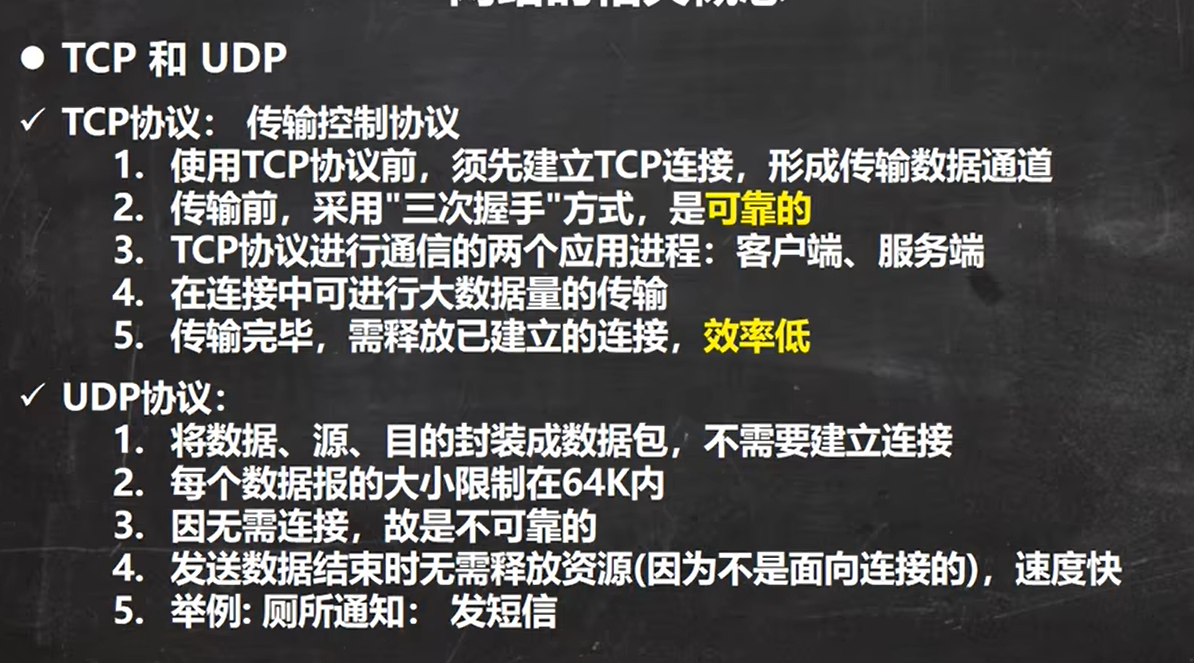 ● TCP 和 UDP
✓ TCP协议： 传输控制协议
1. 使用TCP协议前，须先建立TCP连接，形成传输数据通道
2. 传输前，采用"三次握手"方式，是可靠的
3. TCP协议进行通信的两个应用进程：客户端、服务端
4. 在连接中可进行大数据量的传输
5. 传输完毕，需释放已建立的连接，效率低
✓ UDP协议：
1. 将数据、源、目的封装成数据包，不需要建立连接
2. 每个数据报的大小限制在64K内
3. 因无需连接，故是不可靠的
4. 发送数据结束时无需释放资源(因为不是面向连接的)，速度快
5. 举例: 厕所通知： 发短信